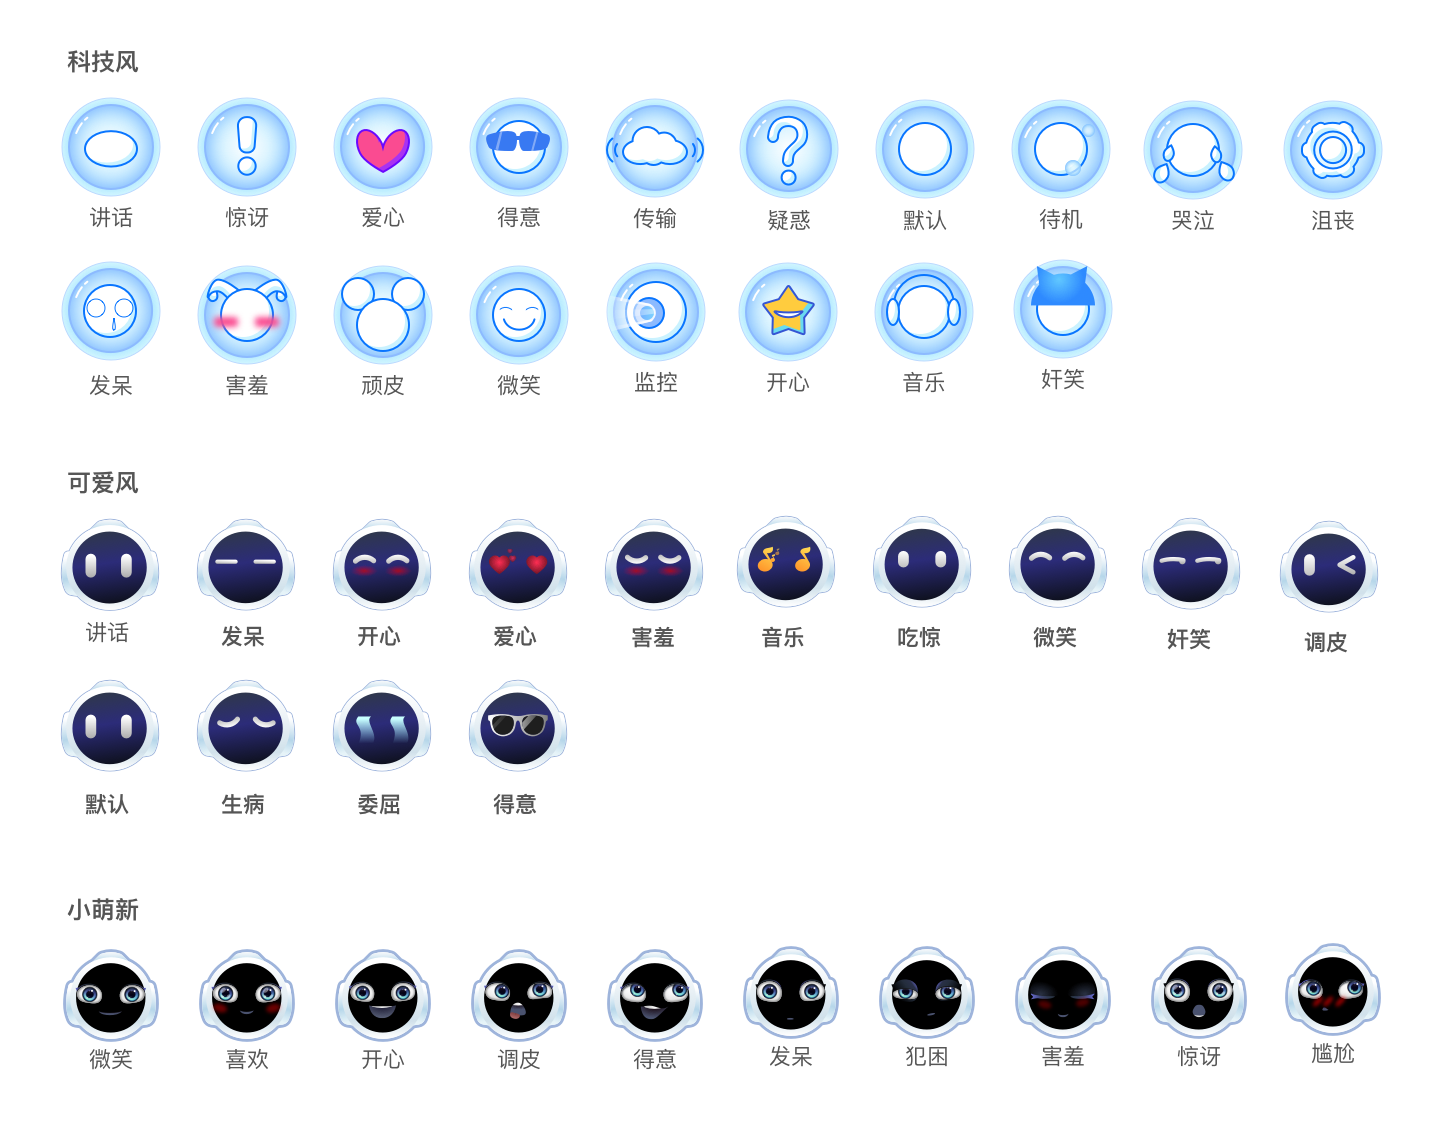 科技风
讲话 惊讶 爱心 得意 传输 疑惑 默认 待机 哭泣 沮丧
发呆 害羞 顽皮 微笑 监控 开心 音乐 奸笑
可爱风
讲话 发呆 开心 爱心 害羞 音乐 吃惊 微笑 奸笑 调皮
默认 生病 委屈 得意
小萌新
微笑 喜欢 开心 调皮 得意 发呆 犯困 害羞 惊讶 尴尬